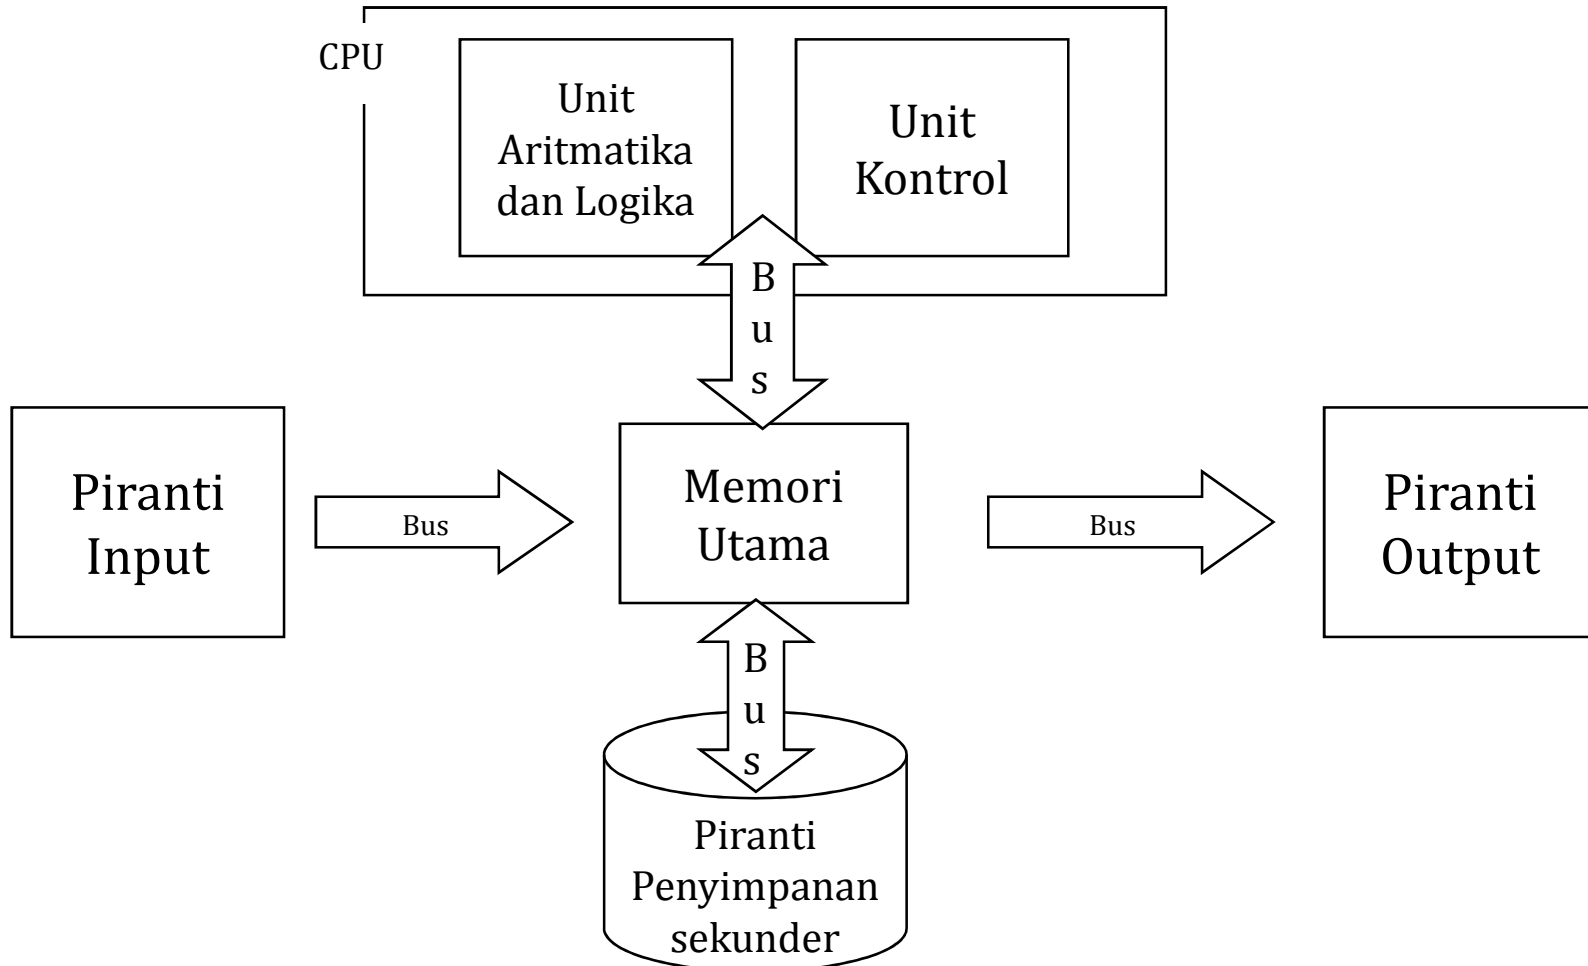 CPU
Unit
Aritmatika
dan Logika
Unit
Kontrol
B
u
s
Piranti
Input
Bus
Memori
Utama
Bus
Piranti
Output
B
u
s
Piranti
Penyimpanan
sekunder